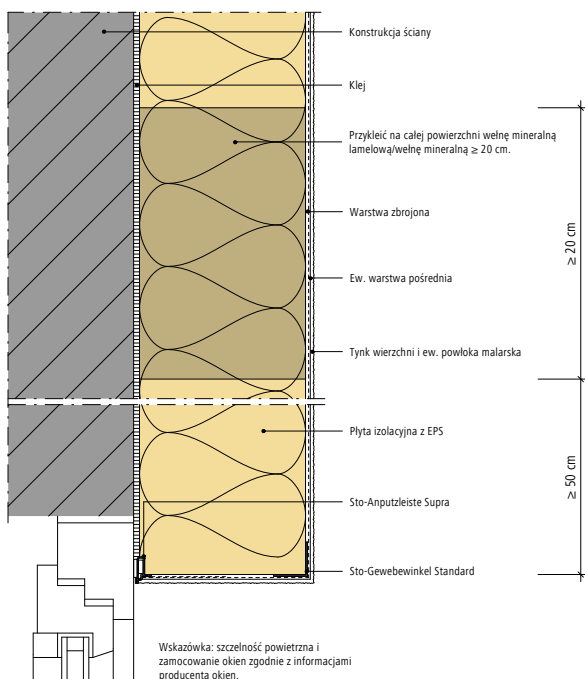 Konstrukcja ściany
Klej
Przykleić na całej powierzchni wełnę mineralną
lamelową/wełnę mineralną ≥ 20 cm.
Warstwa zbrojona
≥ 20 cm
Ew. warstwa pośrednia
Tynk wierzchni i ew. powłoka malarska
Płyta izolacyjna z EPS
≥ 50 cm
Sto-Anputzleiste Supra
Sto-Gewebewinkel Standard
Wskazówka: szczelność powietrzna i
zamocowanie okien zgodnie z informacjami
producenta okien.